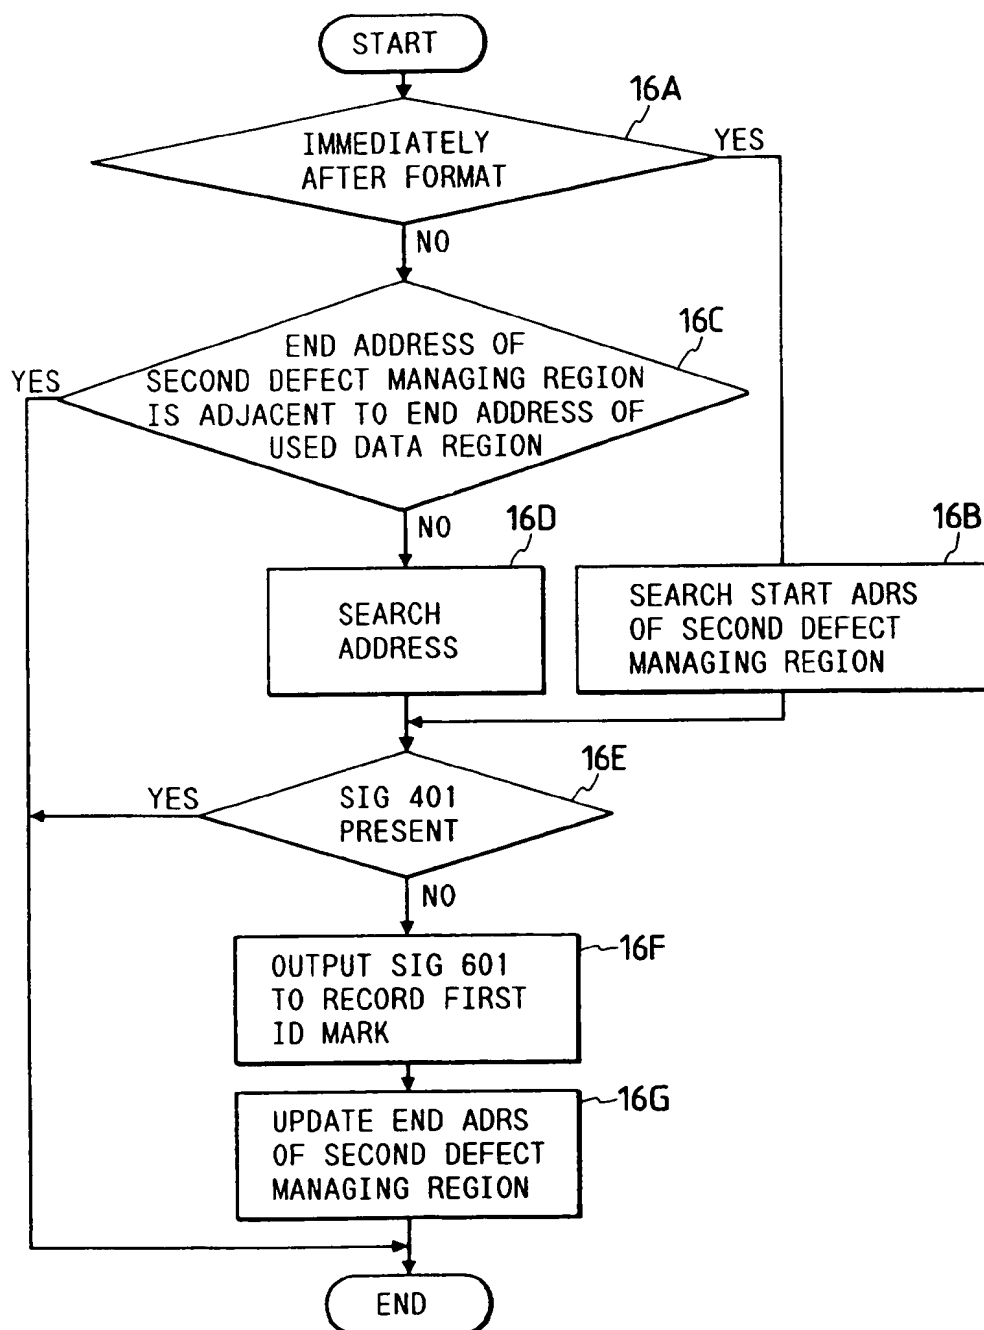 START
16A
IMMEDIATELY
AFTER FORMAT
YES
NO
16C
END ADDRESS OF
SECOND DEFECT MANAGING REGION
IS ADJACENT TO END ADDRESS OF
USED DATA REGION
YES
NO
16D
SEARCH
ADDRESS
16B
SEARCH START ADRS
OF SECOND DEFECT
MANAGING REGION
16E
SIG 401
PRESENT
YES
NO
16F
OUTPUT SIG 601
TO RECORD FIRST
ID MARK
16G
UPDATE END ADRS
OF SECOND DEFECT
MANAGING REGION
END